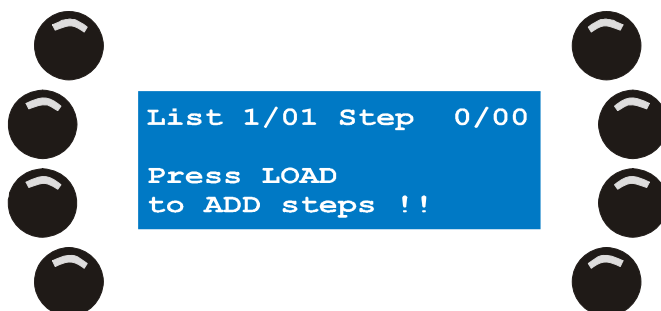 List 1/01 Step 0/00
Press LOAD
to ADD steps !!